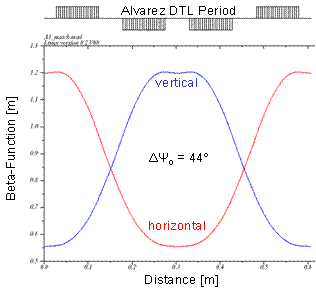 Alvarez DTL Period
1.3
1.2
1.1
1.0
0.9
0.8
0.7
0.6
0.5
Beta-Function [m]
vertical
ΔΨo = 44°
horizontal
0.0 0.1 0.2 0.3 0.4 0.5 0.6
Distance [m]